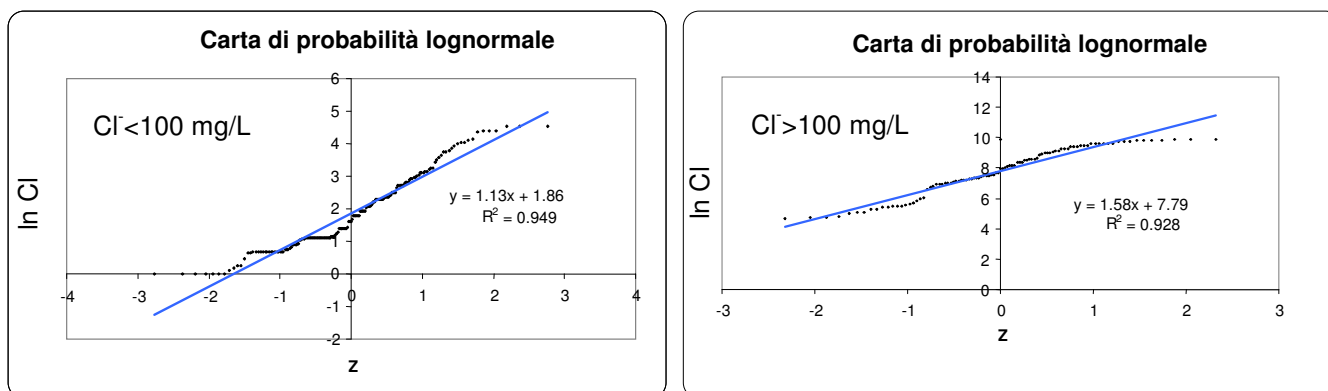 Carta di probabilità lognormale
Cl⁻<100 mg/L
ln Cl
6
5
4
3
2
1
0
-1
-2
-4
-3
-2
-1
0
1
2
3
4
y = 1.13x + 1.86
R² = 0.949
z
Carta di probabilità lognormale
Cl⁻>100 mg/L
ln Cl
14
12
10
8
6
4
2
0
-3
-2
-1
0
1
2
3
y = 1.58x + 7.79
R² = 0.928
z